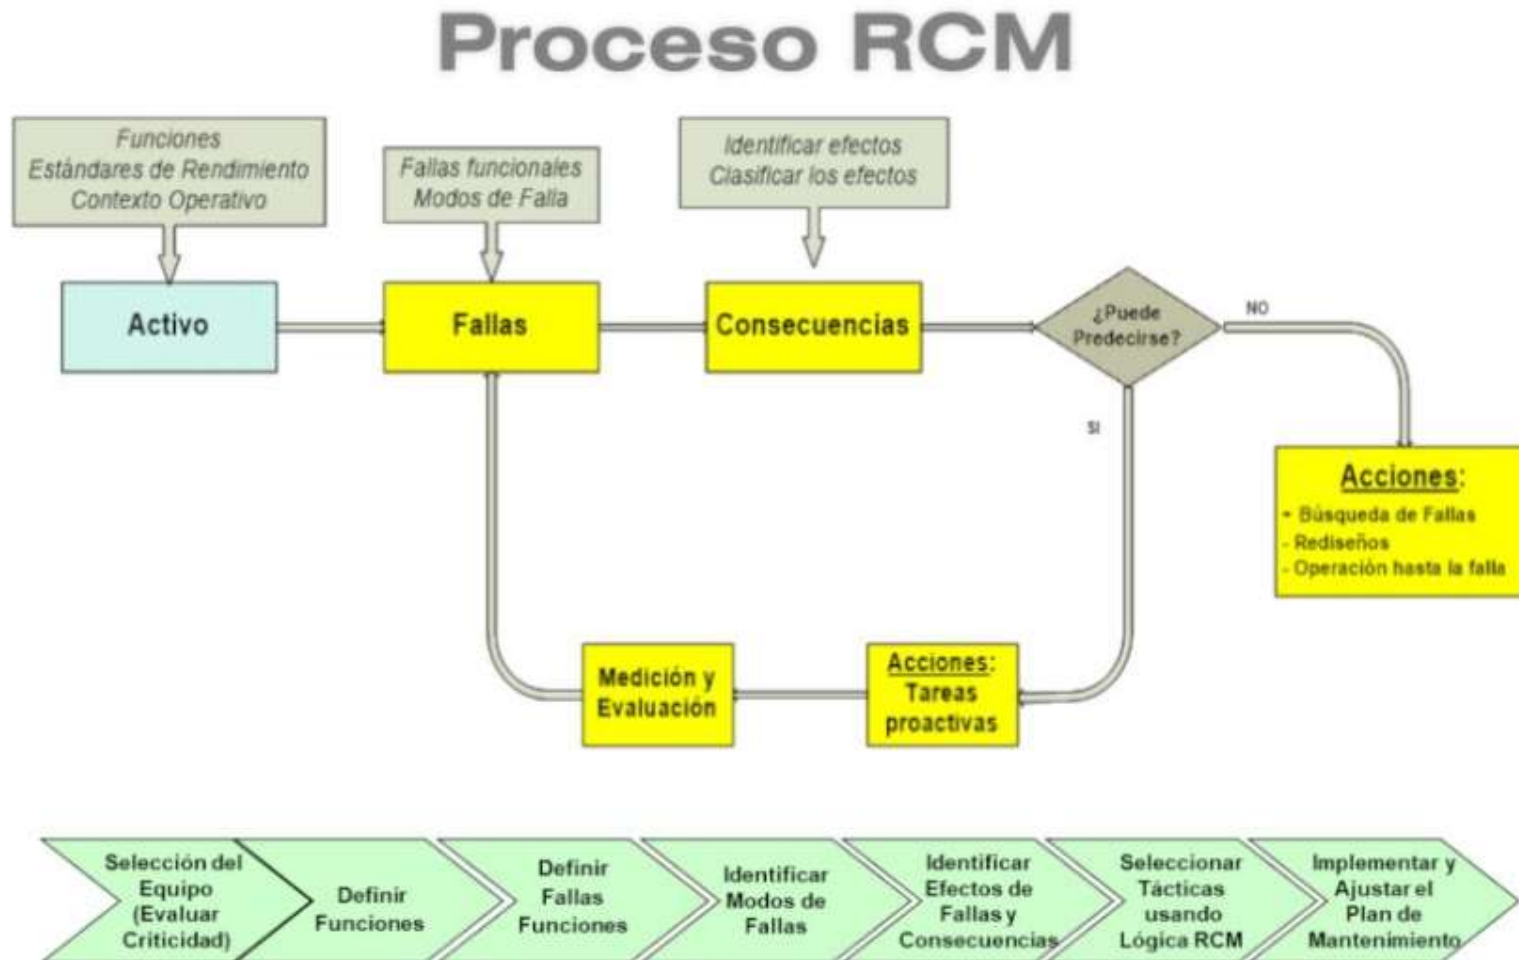 Proceso RCM
Funciones
Estándares de Rendimiento
Contexto Operativo
Fallas funcionales
Modos de Falla
Identificar efectos
Clasificar los efectos
Activo
Fallas
Consecuencias
¿Puede
Predecirse?
NO
SI
Acciones:
+ Búsqueda de Fallas
- Rediseños
- Operación hasta la falla
Medición y
Evaluación
Acciones:
Tareas
proactivas
Selección del
Equipo
(Evaluar
Criticidad)
Definir
Funciones
Definir
Fallas
Funciones
Identificar
Modos de
Fallas
Identificar
Efectos de
Fallas y
Consecuencias
Seleccionar
Tácticas
usando
Lógica RCM
Implementar y
Ajustar el
Plan de
Mantenimiento